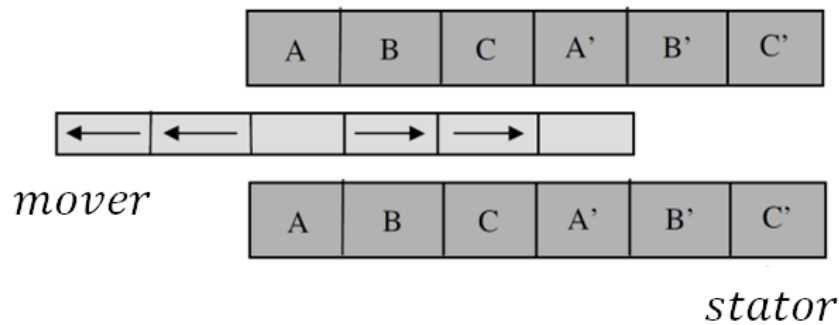 A B C A’ B’ C’
mover
A B C A’ B’ C’
stator